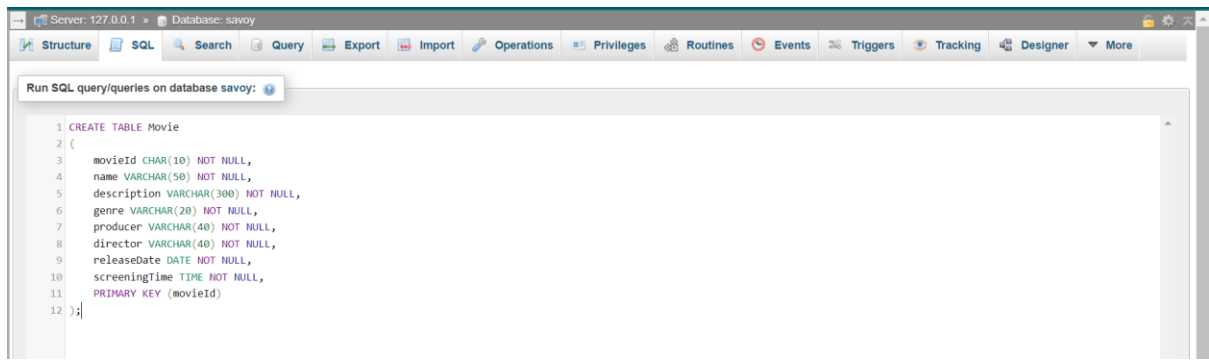 Server: 127.0.0.1 » Database: savoy
Structure SQL Search Query Export Import Operations Privileges Routines Events Triggers Tracking Designer More
Run SQL query/queries on database savoy:
1 CREATE TABLE Movie
2 (
3 movieId CHAR(10) NOT NULL,
4 name VARCHAR(50) NOT NULL,
5 description VARCHAR(300) NOT NULL,
6 genre VARCHAR(20) NOT NULL,
7 producer VARCHAR(40) NOT NULL,
8 director VARCHAR(40) NOT NULL,
9 releaseDate DATE NOT NULL,
10 screeningTime TIME NOT NULL,
11 PRIMARY KEY (movieId)
12 );